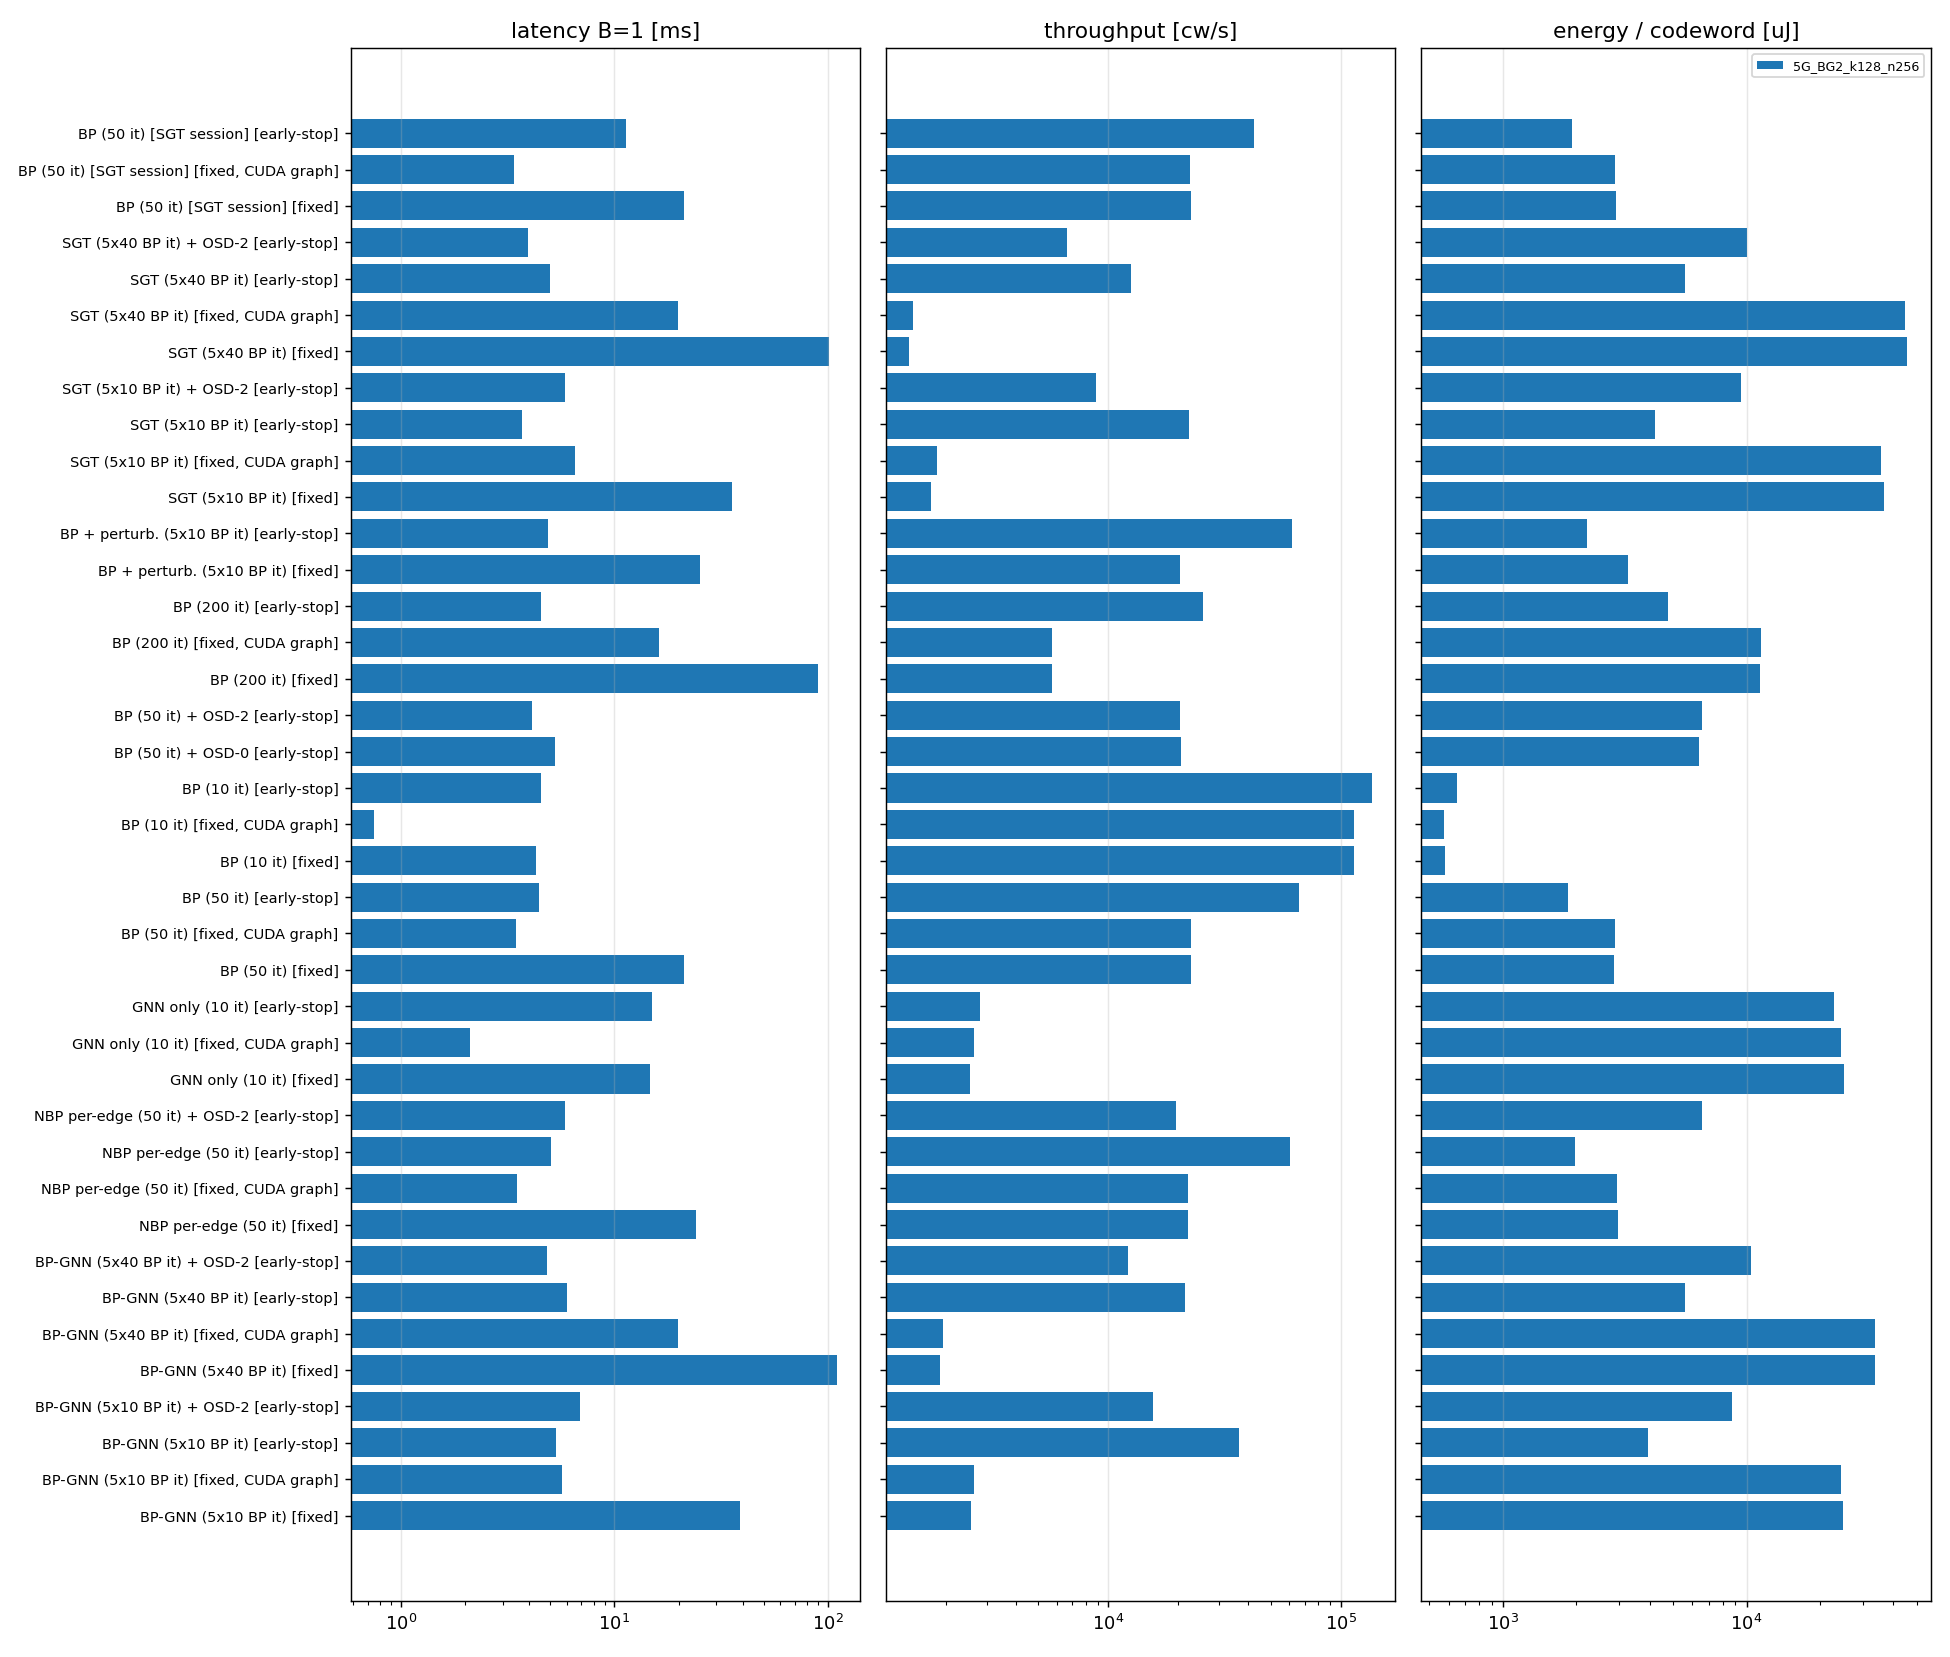 latency B=1 [ms]
throughput [cw/s]
energy / codeword [uJ]
5G_BG2_k128_n256
BP (50 it) [SGT session] [early-stop]
BP (50 it) [SGT session] [fixed, CUDA graph]
BP (50 it) [SGT session] [fixed]
SGT (5x40 BP it) + OSD-2 [early-stop]
SGT (5x40 BP it) [early-stop]
SGT (5x40 BP it) [fixed, CUDA graph]
SGT (5x40 BP it) [fixed]
SGT (5x10 BP it) + OSD-2 [early-stop]
SGT (5x10 BP it) [early-stop]
SGT (5x10 BP it) [fixed, CUDA graph]
SGT (5x10 BP it) [fixed]
BP + perturb. (5x10 BP it) [early-stop]
BP + perturb. (5x10 BP it) [fixed]
BP (200 it) [early-stop]
BP (200 it) [fixed, CUDA graph]
BP (200 it) [fixed]
BP (50 it) + OSD-2 [early-stop]
BP (50 it) + OSD-0 [early-stop]
BP (10 it) [early-stop]
BP (10 it) [fixed, CUDA graph]
BP (10 it) [fixed]
BP (50 it) [early-stop]
BP (50 it) [fixed, CUDA graph]
BP (50 it) [fixed]
GNN only (10 it) [early-stop]
GNN only (10 it) [fixed, CUDA graph]
GNN only (10 it) [fixed]
NBP per-edge (50 it) + OSD-2 [early-stop]
NBP per-edge (50 it) [early-stop]
NBP per-edge (50 it) [fixed, CUDA graph]
NBP per-edge (50 it) [fixed]
BP-GNN (5x40 BP it) + OSD-2 [early-stop]
BP-GNN (5x40 BP it) [early-stop]
BP-GNN (5x40 BP it) [fixed, CUDA graph]
BP-GNN (5x40 BP it) [fixed]
BP-GNN (5x10 BP it) + OSD-2 [early-stop]
BP-GNN (5x10 BP it) [early-stop]
BP-GNN (5x10 BP it) [fixed, CUDA graph]
BP-GNN (5x10 BP it) [fixed]
10⁰ 10¹ 10²
10⁴ 10⁵
10³ 10⁴